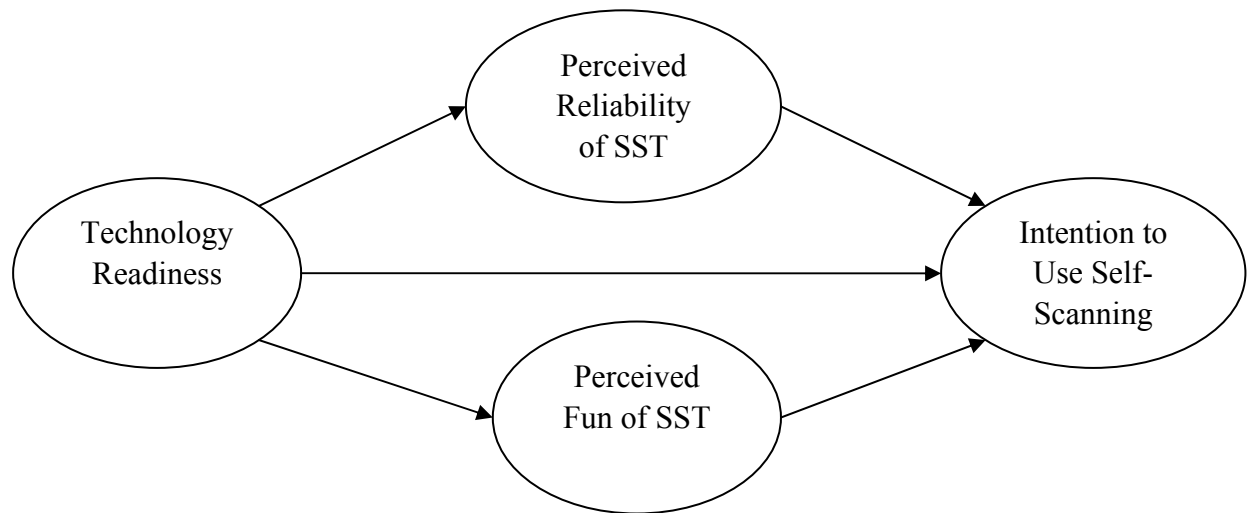 Perceived
Reliability
of SST
Technology
Readiness
Intention to
Use Self-
Scanning
Perceived
Fun of SST